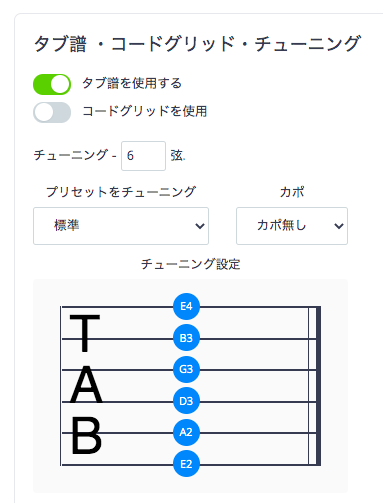 タブ譜 ・コードグリッド・チューニング
タブ譜を使用する
コードグリッドを使用
チューニング - 6 弦.
プリセットをチューニング カポ
標準 カポ無し
チューニング設定
E4
B3
G3
D3
A2
E2
T
A
B